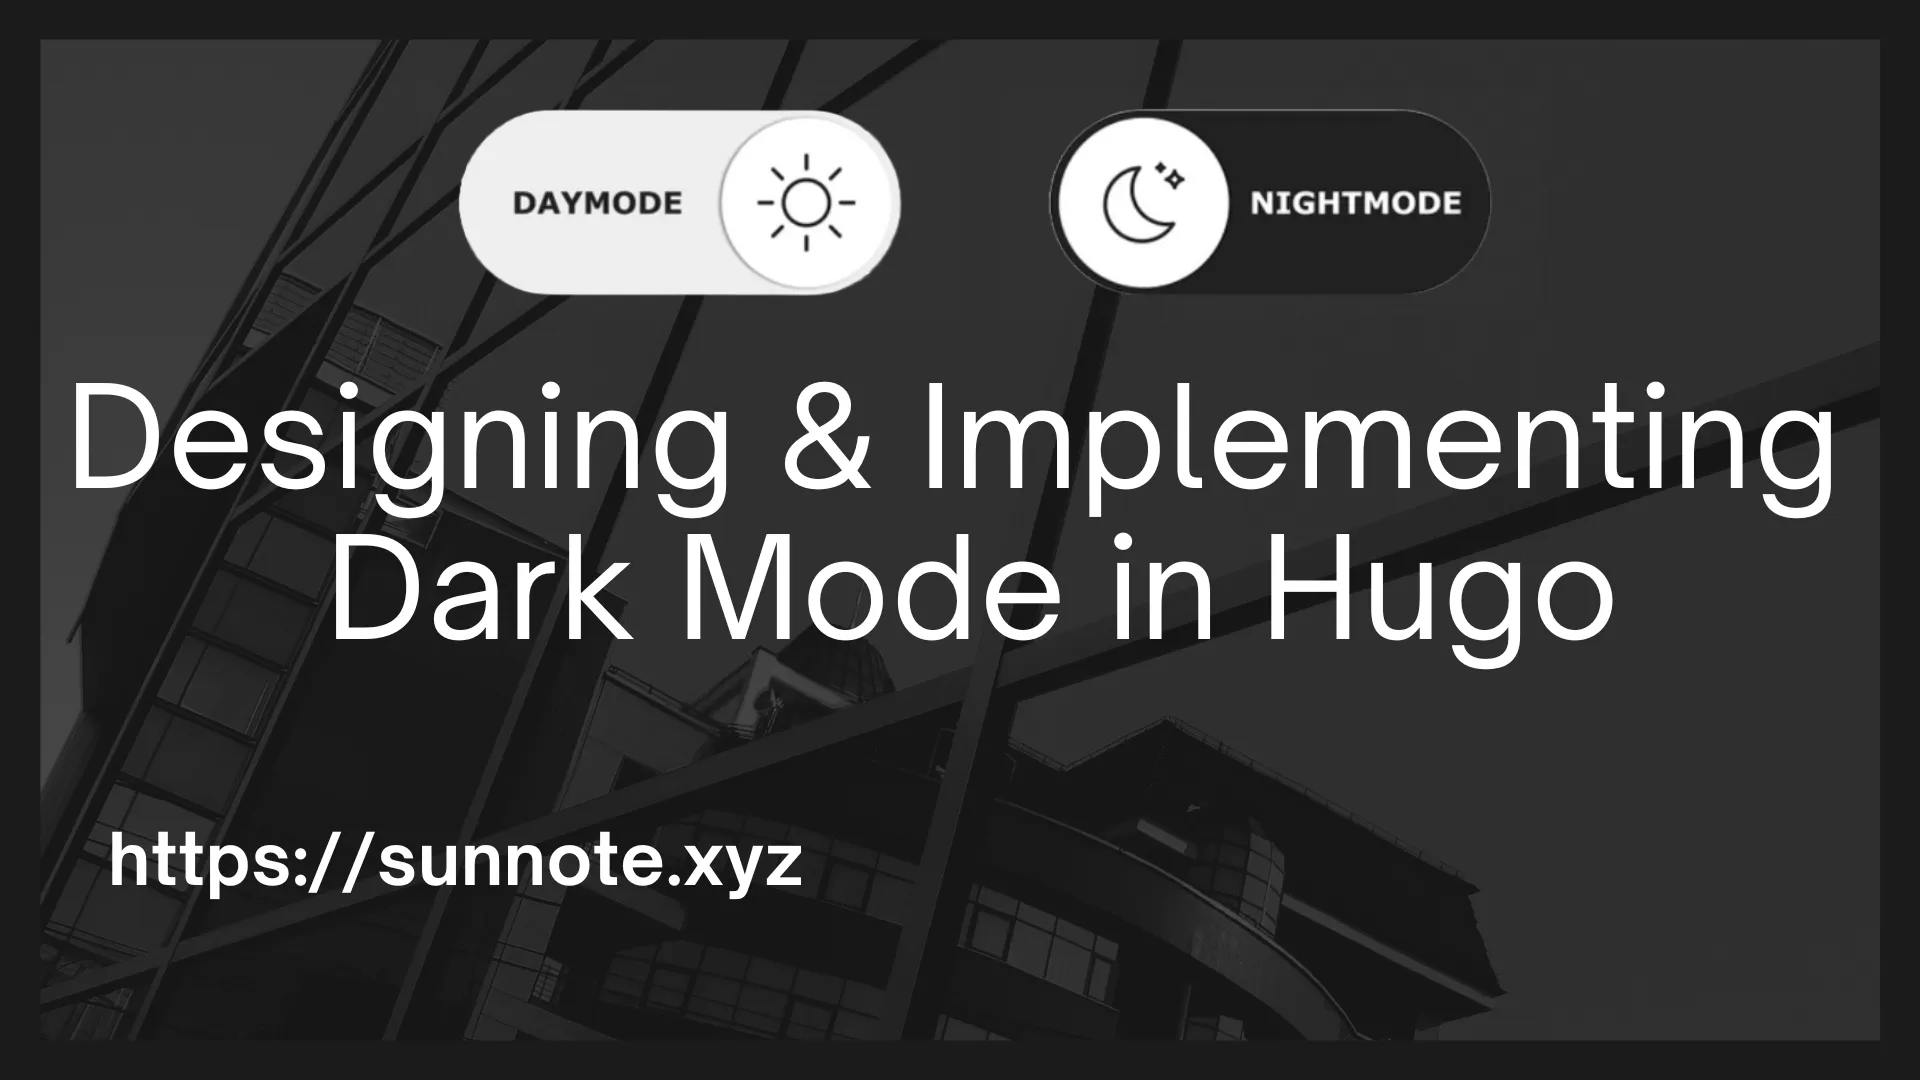 DAYMODE
NIGHTMODE
Designing & Implementing
Dark Mode in Hugo
https://sunnote.xyz